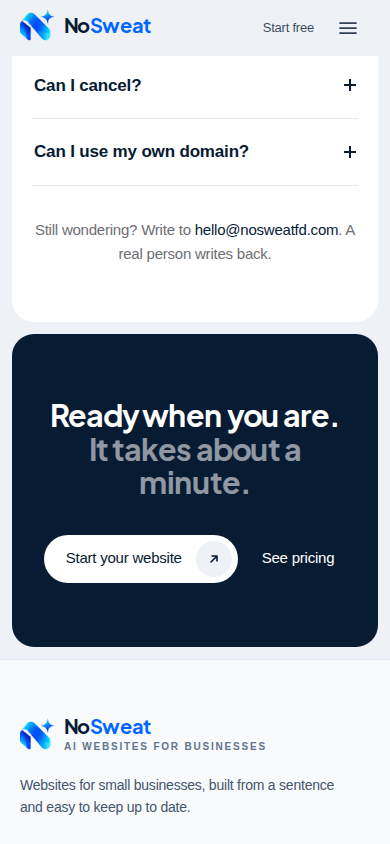 NoSweat
Start free
Can I cancel?
Can I use my own domain?
Still wondering? Write to hello@nosweatfd.com. A
real person writes back.
Ready when you are.
It takes about a
minute.
Start your website
See pricing
NoSweat
AI WEBSITES FOR BUSINESSES
Websites for small businesses, built from a sentence
and easy to keep up to date.